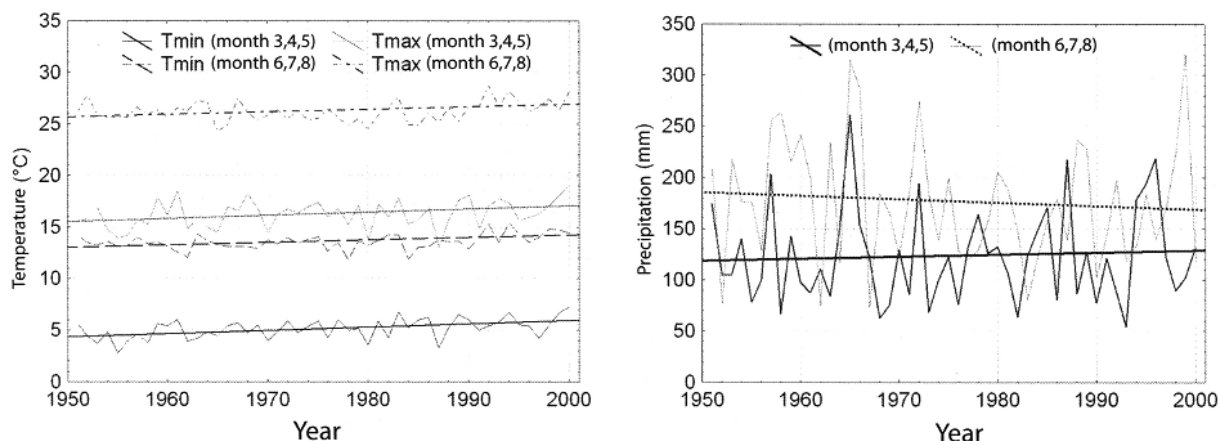 Tmin (month 3,4,5) Tmax (month 3,4,5)
Tmin (month 6,7,8) Tmax (month 6,7,8)
Temperature (°C)
35
30
25
20
15
10
5
0
1950 1960 1970 1980 1990 2000
Year
(month 3,4,5) (month 6,7,8)
Precipitation (mm)
350
300
250
200
150
100
50
0
1950 1960 1970 1980 1990 2000
Year